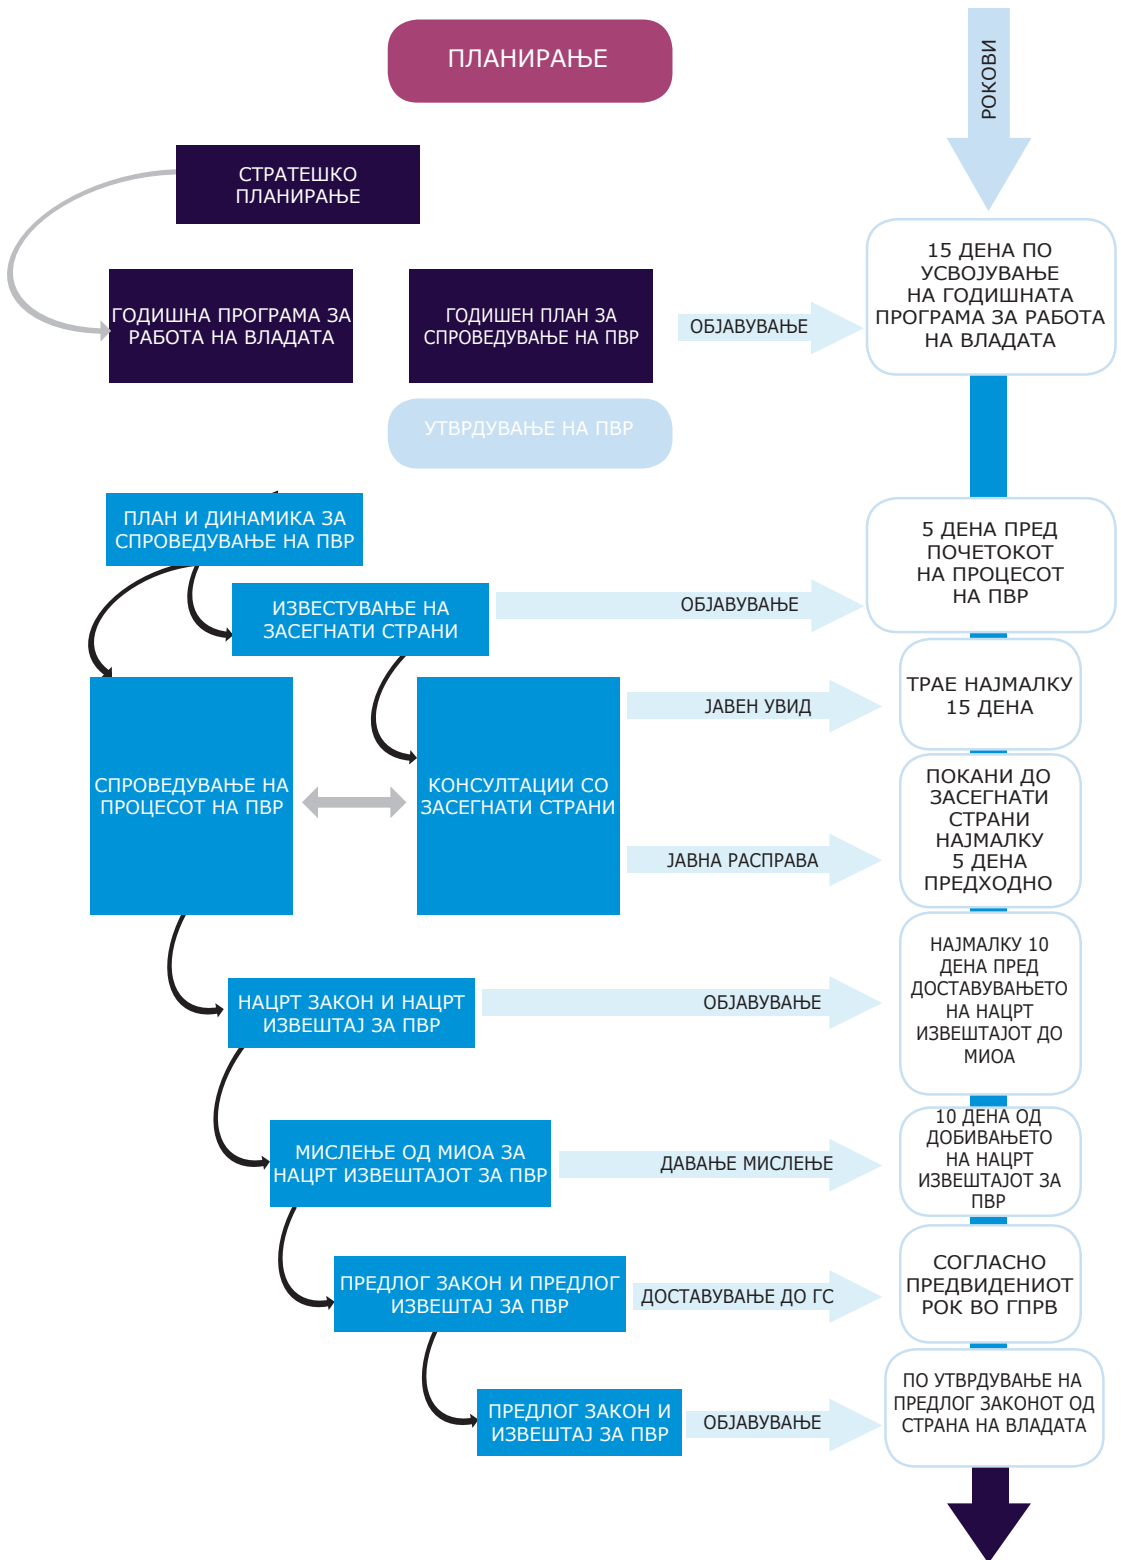 ПЛАНИРАЊЕ
РОКОВИ
СТРАТЕШКО
ПЛАНИРАЊЕ
ГОДИШНА ПРОГРАМА ЗА
РАБОТА НА ВЛАДАТА
ГОДИШЕН ПЛАН ЗА
СПРОВЕДУВАЊЕ НА ПВР
ОБЈАВУВАЊЕ
15 ДЕНА ПО
УСВОЈУВАЊЕ
НА ГОДИШНАТА
ПРОГРАМА ЗА РАБОТА
НА ВЛАДАТА
УТВРДУВАЊЕ НА ПВР
ПЛАН И ДИНАМИКА ЗА
СПРОВЕДУВАЊЕ НА ПВР
ИЗВЕСТУВАЊЕ НА
ЗАСЕГНАТИ СТРАНИ
ОБЈАВУВАЊЕ
5 ДЕНА ПРЕД
ПОЧЕТОКОТ
НА ПРОЦЕСОТ
НА ПВР
СПРОВЕДУВАЊЕ НА
ПРОЦЕСОТ НА ПВР
КОНСУЛТАЦИИ СО
ЗАСЕГНАТИ СТРАНИ
ЈАВЕН УВИД
ТРАЕ НАЈМАЛКУ
15 ДЕНА
ЈАВНА РАСПРАВА
ПОКАНИ ДО
ЗАСЕГНАТИ
СТРАНИ
НАЈМАЛКУ
5 ДЕНА
ПРЕДХОДНО
НАЦРТ ЗАКОН И НАЦРТ
ИЗВЕШТАЈ ЗА ПВР
ОБЈАВУВАЊЕ
НАЈМАЛКУ 10
ДЕНА ПРЕД
ДОСТАВУВАЊЕТО
НА НАЦРТ
ИЗВЕШТАЈОТ ДО
МИОА
МИСЛЕЊЕ ОД МИОА ЗА
НАЦРТ ИЗВЕШТАЈОТ ЗА ПВР
ДАВАЊЕ МИСЛЕЊЕ
10 ДЕНА ОД
ДОБИВАЊЕТО
НА НАЦРТ
ИЗВЕШТАЈОТ ЗА
ПВР
ПРЕДЛОГ ЗАКОН И ПРЕДЛОГ
ИЗВЕШТАЈ ЗА ПВР
ДОСТАВУВАЊЕ ДО ГС
СОГЛАСНО
ПРЕДВИДЕНИОТ
РОК ВО ГПРВ
ПРЕДЛОГ ЗАКОН И
ИЗВЕШТАЈ ЗА ПВР
ОБЈАВУВАЊЕ
ПО УТВРДУВАЊЕ НА
ПРЕДЛОГ ЗАКОНОТ ОД
СТРАНА НА ВЛАДАТА